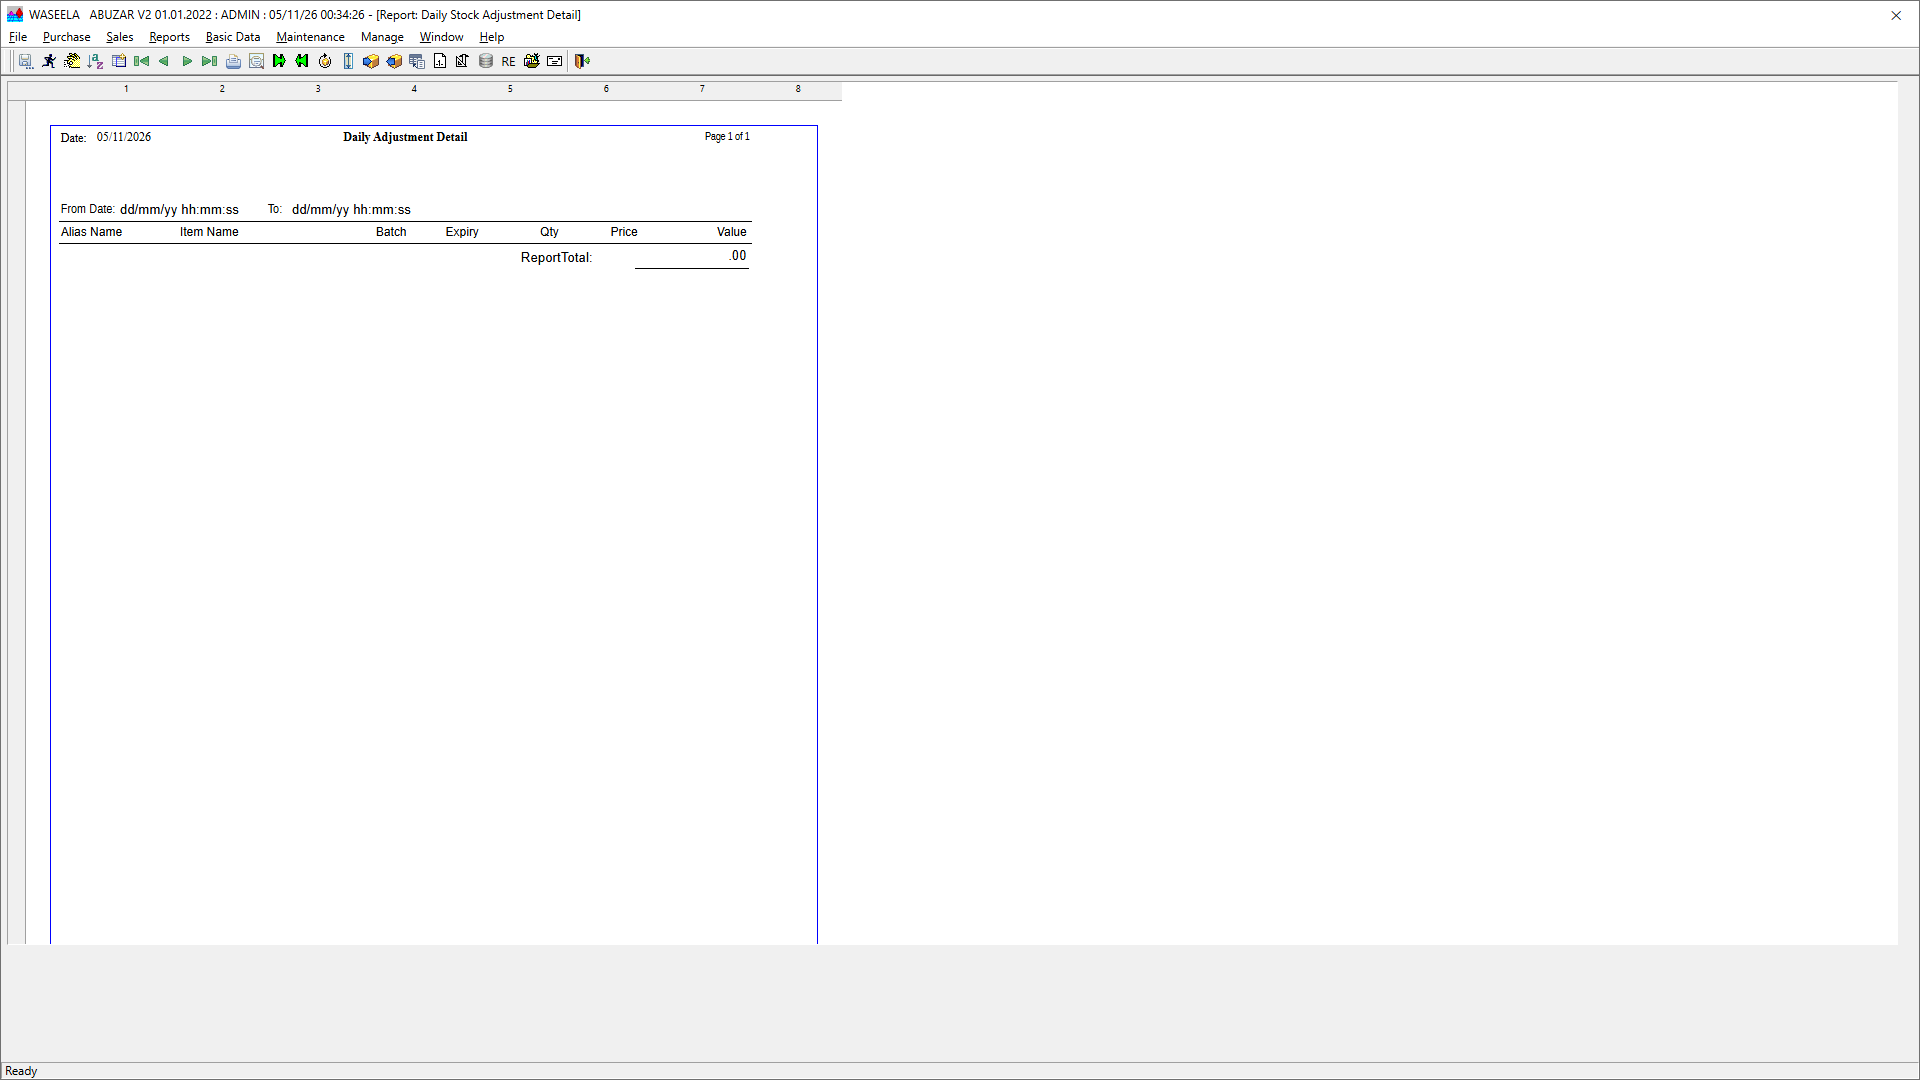 WASEELA   ABUZAR V2 01.01.2022 : ADMIN : 05/11/26 00:34:26 - [Report: Daily Stock Adjustment Detail]
File Purchase Sales Reports Basic Data Maintenance Manage Window Help
RE
1 2 3 4 5 6 7 8
Date: 05/11/2026 Daily Adjustment Detail Page 1 of 1
From Date: dd/mm/yy hh:mm:ss To: dd/mm/yy hh:mm:ss
Alias Name Item Name Batch Expiry Qty Price Value
ReportTotal: .00
Ready